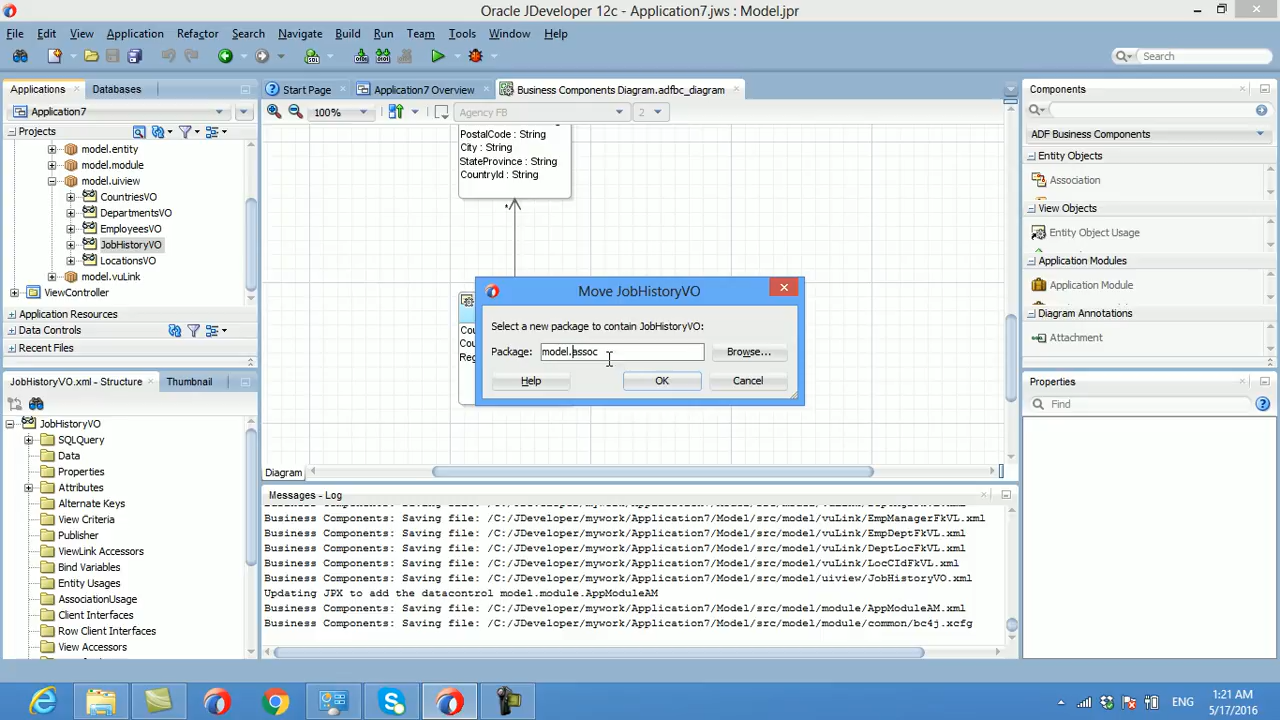 Oracle JDeveloper 12c - Application7.jws : Model.jpr
File Edit View Application Refactor Search Navigate Build Run Team Tools Window Help
Search
Applications Databases
Start Page Application7 Overview Business Components Diagram.adfbc_diagram
Application7
100% Agency FB 2
Projects
model.entity
model.module
model.uiview
CountriesVO
DepartmentsVO
EmployeesVO
JobHistoryVO
LocationsVO
model.vuLink
ViewController
Application Resources
Data Controls
Recent Files
JobHistoryVO.xml - Structure Thumbnail
JobHistoryVO
SQLQuery
Data
Properties
Attributes
Alternate Keys
View Criteria
Publisher
ViewLink Accessors
Bind Variables
Entity Usages
AssociationUsage
Client Interfaces
Row Client Interfaces
View Accessors
PostalCode : String
City : String
StateProvince : String
CountryId : String
*
Cou
Cou
Reg
Move JobHistoryVO
Select a new package to contain JobHistoryVO:
Package: model.assoc Browse...
Help OK Cancel
Diagram
Messages - Log
Business Components: Saving file: /C:/JDeveloper/mywork/Application7/Model/src/model/vuLink/EmpManagerFkVL.xml
Business Components: Saving file: /C:/JDeveloper/mywork/Application7/Model/src/model/vuLink/EmpDeptFkVL.xml
Business Components: Saving file: /C:/JDeveloper/mywork/Application7/Model/src/model/vuLink/DeptLocFkVL.xml
Business Components: Saving file: /C:/JDeveloper/mywork/Application7/Model/src/model/vuLink/LocCIdFkVL.xml
Business Components: Saving file: /C:/JDeveloper/mywork/Application7/Model/src/model/uiview/JobHistoryVO.xml
Updating JPX to add the datacontrol model.module.AppModuleAM
Business Components: Saving file: /C:/JDeveloper/mywork/Application7/Model/src/model/module/AppModuleAM.xml
Business Components: Saving file: /C:/JDeveloper/mywork/Application7/Model/src/model/module/common/bc4j.xcfg
Components
ADF Business Components
Entity Objects
Association
View Objects
Entity Object Usage
Application Modules
Application Module
Diagram Annotations
Attachment
Properties
Find
ENG
1:21 AM
5/17/2016